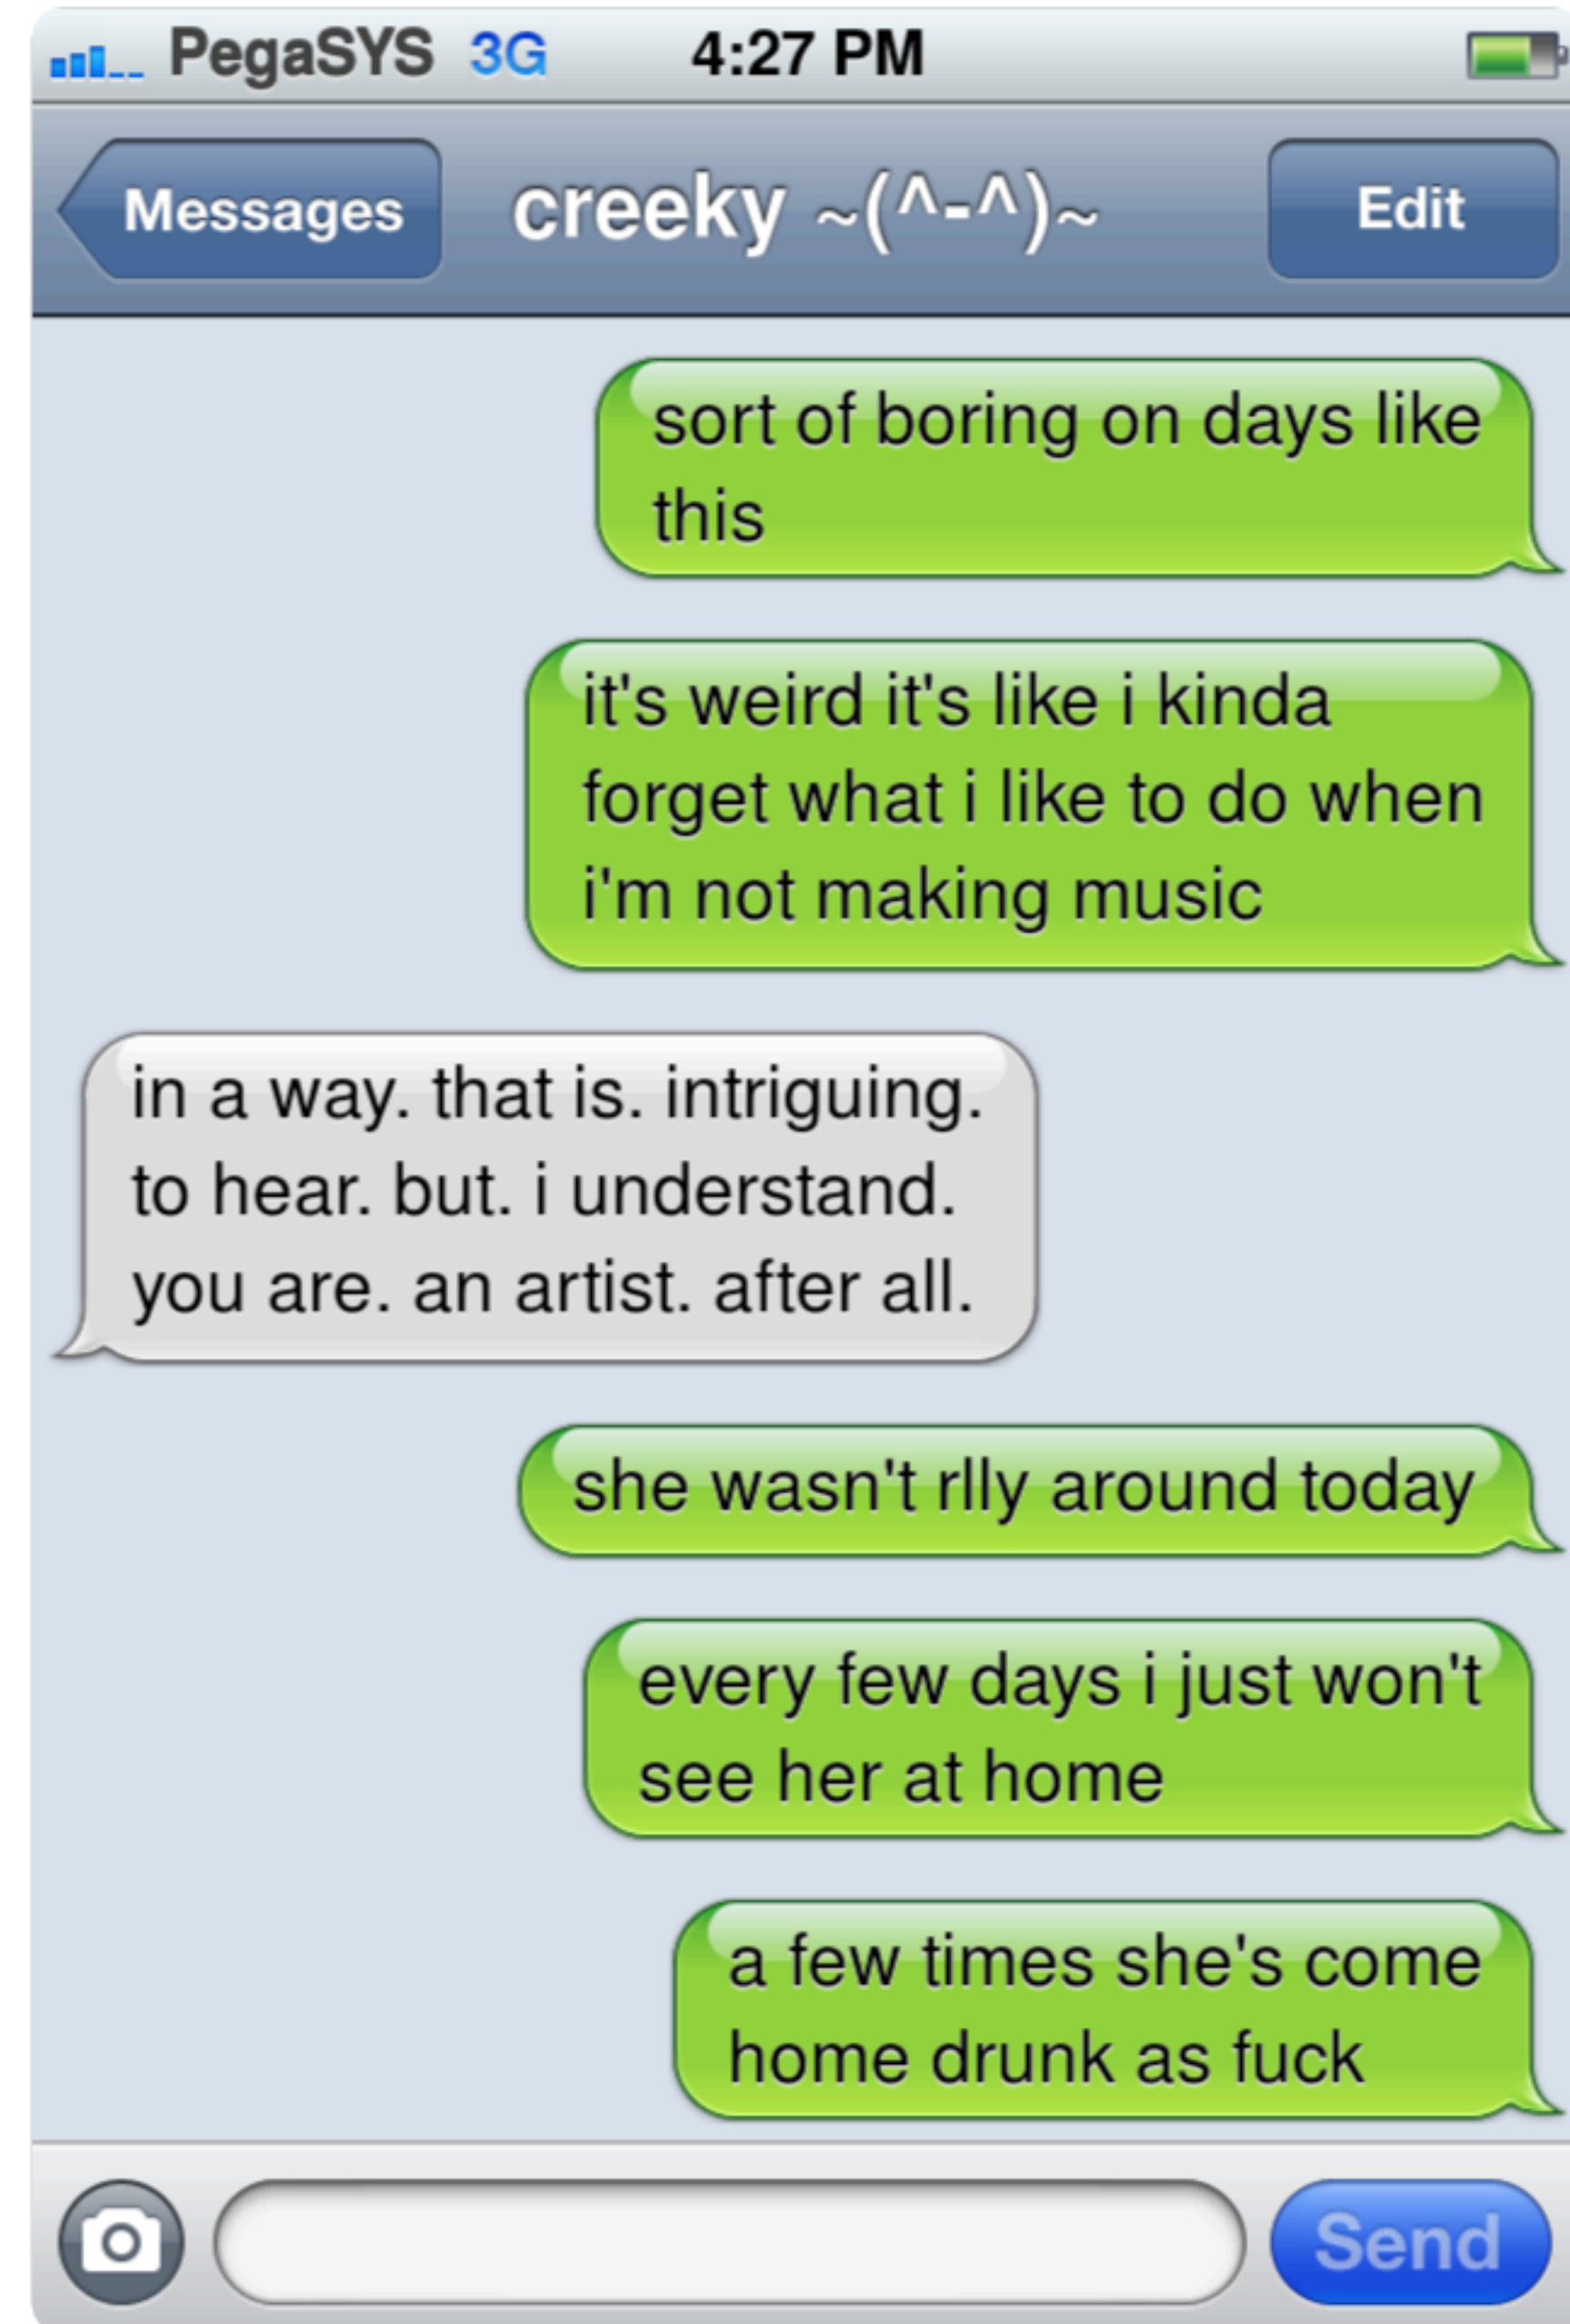 PegaSYS 3G 4:27 PM
Messages creeky ~(^-^)~ Edit
sort of boring on days like
this
it's weird it's like i kinda
forget what i like to do when
i'm not making music
in a way. that is. intriguing.
to hear. but. i understand.
you are. an artist. after all.
she wasn't rlly around today
every few days i just won't
see her at home
a few times she's come
home drunk as fuck
Send